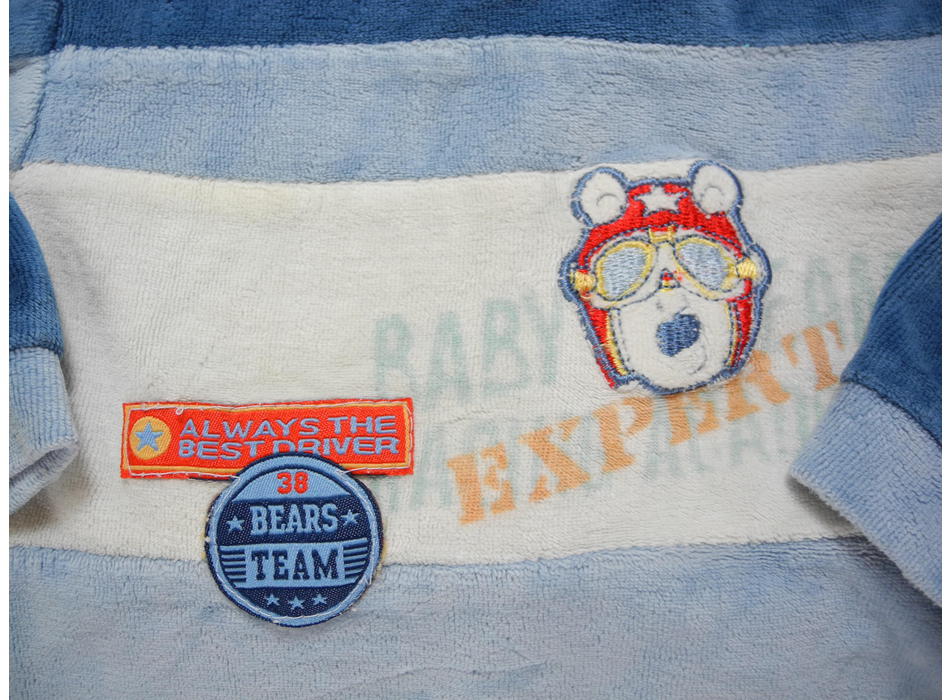 BABY
EXPERT
ALWAYS THE
BEST DRIVER
38
BEARS
TEAM